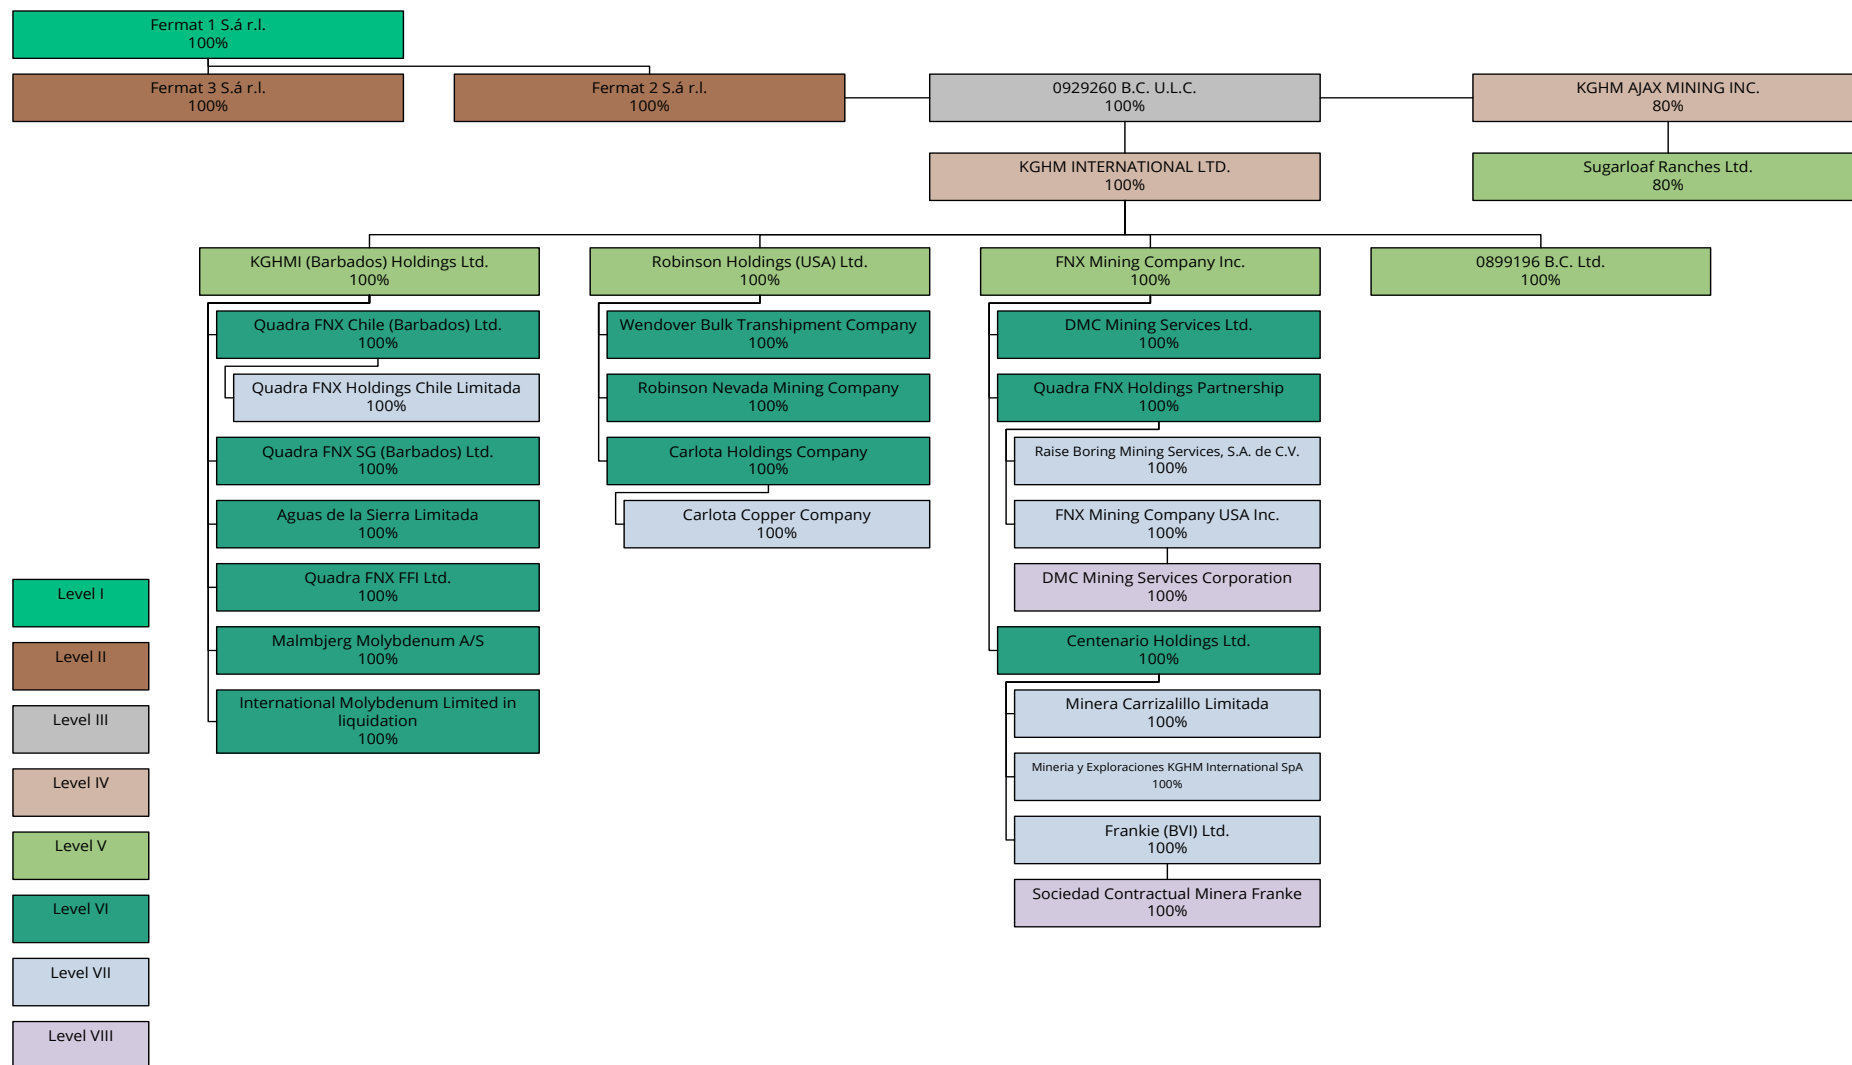 Fermat 1 S.á r.l.
100%
Fermat 3 S.á r.l.
100%
Fermat 2 S.á r.l.
100%
0929260 B.C. U.L.C.
100%
KGHM AJAX MINING INC.
80%
KGHM INTERNATIONAL LTD.
100%
Sugarloaf Ranches Ltd.
80%
KGHMI (Barbados) Holdings Ltd.
100%
Quadra FNX Chile (Barbados) Ltd.
100%
Quadra FNX Holdings Chile Limitada
100%
Quadra FNX SG (Barbados) Ltd.
100%
Aguas de la Sierra Limitada
100%
Quadra FNX FFI Ltd.
100%
Malmbjerg Molybdenum A/S
100%
International Molybdenum Limited in
liquidation
100%
Robinson Holdings (USA) Ltd.
100%
Wendover Bulk Transhipment Company
100%
Robinson Nevada Mining Company
100%
Carlota Holdings Company
100%
Carlota Copper Company
100%
FNX Mining Company Inc.
100%
DMC Mining Services Ltd.
100%
Quadra FNX Holdings Partnership
100%
Raise Boring Mining Services, S.A. de C.V.
100%
FNX Mining Company USA Inc.
100%
DMC Mining Services Corporation
100%
Centenario Holdings Ltd.
100%
Minera Carrizalillo Limitada
100%
Mineria y Exploraciones KGHM International SpA
100%
Frankie (BVI) Ltd.
100%
Sociedad Contractual Minera Franke
100%
0899196 B.C. Ltd.
100%
Level I
Level II
Level III
Level IV
Level V
Level VI
Level VII
Level VIII